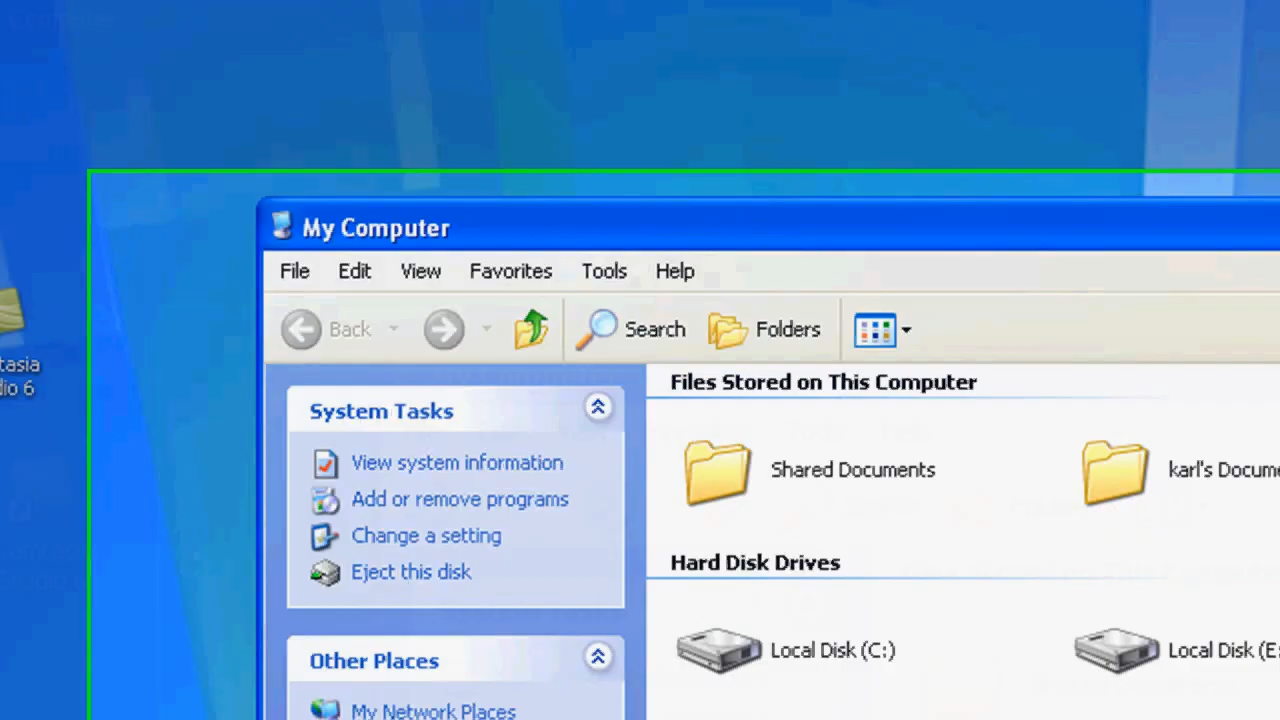 My Computer
File Edit View Favorites Tools Help
Back Search Folders
tasia
dio 6
Files Stored on This Computer
System Tasks
View system information
Add or remove programs
Change a setting
Eject this disk
Shared Documents
karl's Docume
Hard Disk Drives
Local Disk (C:)
Local Disk (E:
Other Places
My Network Places